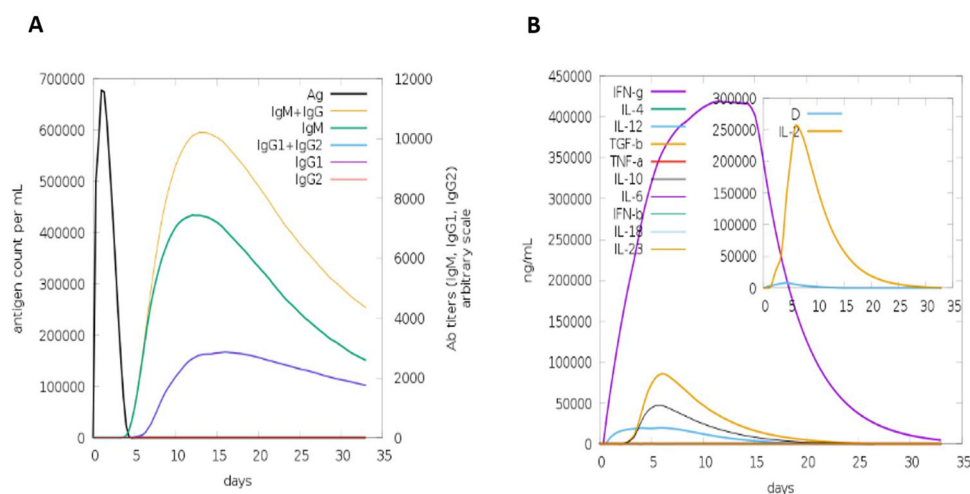 A
B
700000
600000
500000
400000
300000
200000
100000
0
antigen count per mL
12000
10000
8000
6000
4000
2000
0
Ab titers (IgM, IgG1, IgG2)
arbitrary scale
Ag
IgM+IgG
IgM
IgG1+IgG2
IgG1
IgG2
0 5 10 15 20 25 30 35
days
450000
400000
350000
300000
250000
200000
150000
100000
50000
0
ng/mL
IFN-g
IL-4
IL-12
TGF-b
TNF-a
IL-10
IL-6
IFN-b
IL-18
IL-23
300000
250000
200000
150000
100000
50000
0
D
IL-2
0 5 10 15 20 25 30 35
0 5 10 15 20 25 30 35
days